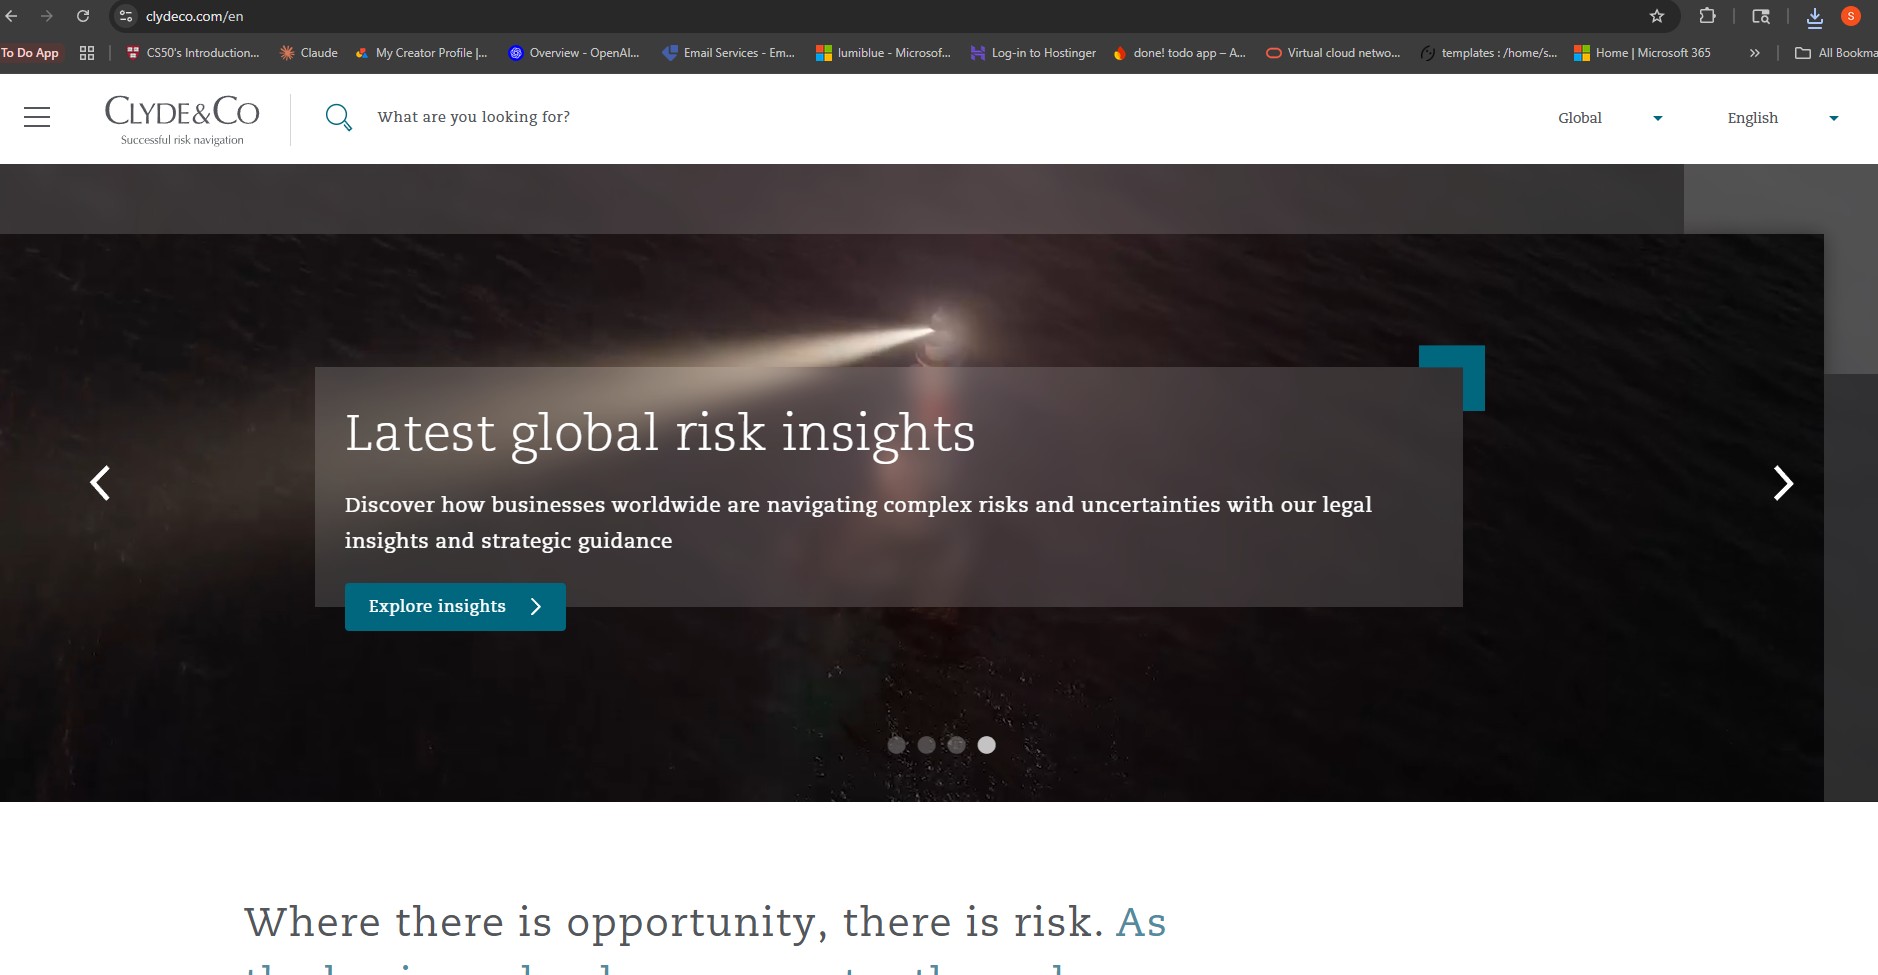 clydeco.com/en
To Do App
CS50's Introduction...
Claude
My Creator Profile |...
Overview - OpenAI...
Email Services - Em...
lumiblue - Microsof...
Log-in to Hostinger
done! todo app – A...
Virtual cloud netwo...
templates : /home/s...
Home | Microsoft 365
»
All Bookma
CLYDE&CO
Successful risk navigation
What are you looking for?
Global
English
S
Latest global risk insights
Discover how businesses worldwide are navigating complex risks and uncertainties with our legal
insights and strategic guidance
Explore insights
Where there is opportunity, there is risk. As